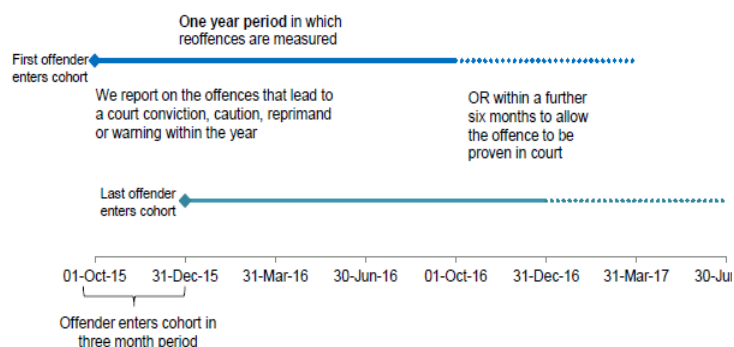 One year period in which
reoffences are measured
First offender
enters cohort
We report on the offences that lead to
a court conviction, caution, reprimand
or warning within the year
OR within a further
six months to allow
the offence to be
proven in court
Last offender
enters cohort
01-Oct-15 31-Dec-15 31-Mar-16 30-Jun-16 01-Oct-16 31-Dec-16 31-Mar-17 30-Ju
Offender enters cohort in
three month period